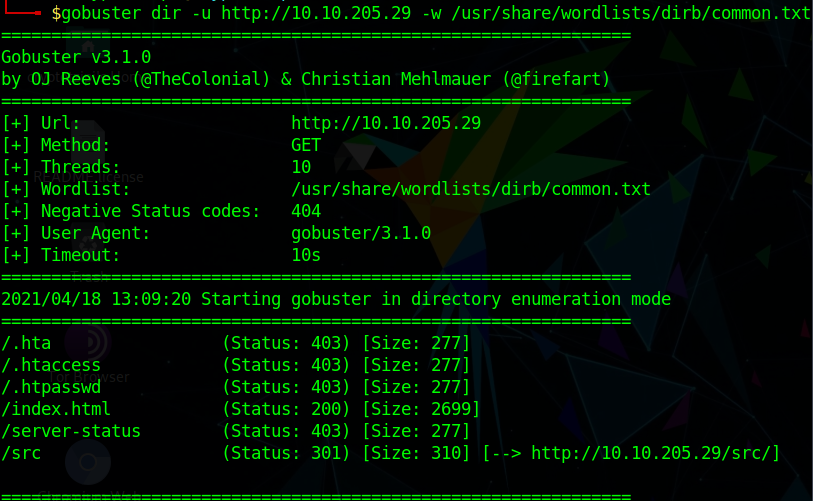 $gobuster dir -u http://10.10.205.29 -w /usr/share/wordlists/dirb/common.txt
===============================================================
Gobuster v3.1.0
by OJ Reeves (@TheColonial) & Christian Mehlmauer (@firefart)
===============================================================
[+] Url:                     http://10.10.205.29
[+] Method:                  GET
[+] Threads:                 10
[+] Wordlist:                /usr/share/wordlists/dirb/common.txt
[+] Negative Status codes:   404
[+] User Agent:              gobuster/3.1.0
[+] Timeout:                 10s
===============================================================
2021/04/18 13:09:20 Starting gobuster in directory enumeration mode
===============================================================
/.hta                 (Status: 403) [Size: 277]
/.htaccess            (Status: 403) [Size: 277]
/.htpasswd            (Status: 403) [Size: 277]
/index.html           (Status: 200) [Size: 2699]
/server-status        (Status: 403) [Size: 277]
/src                  (Status: 301) [Size: 310] [--> http://10.10.205.29/src/]
===============================================================